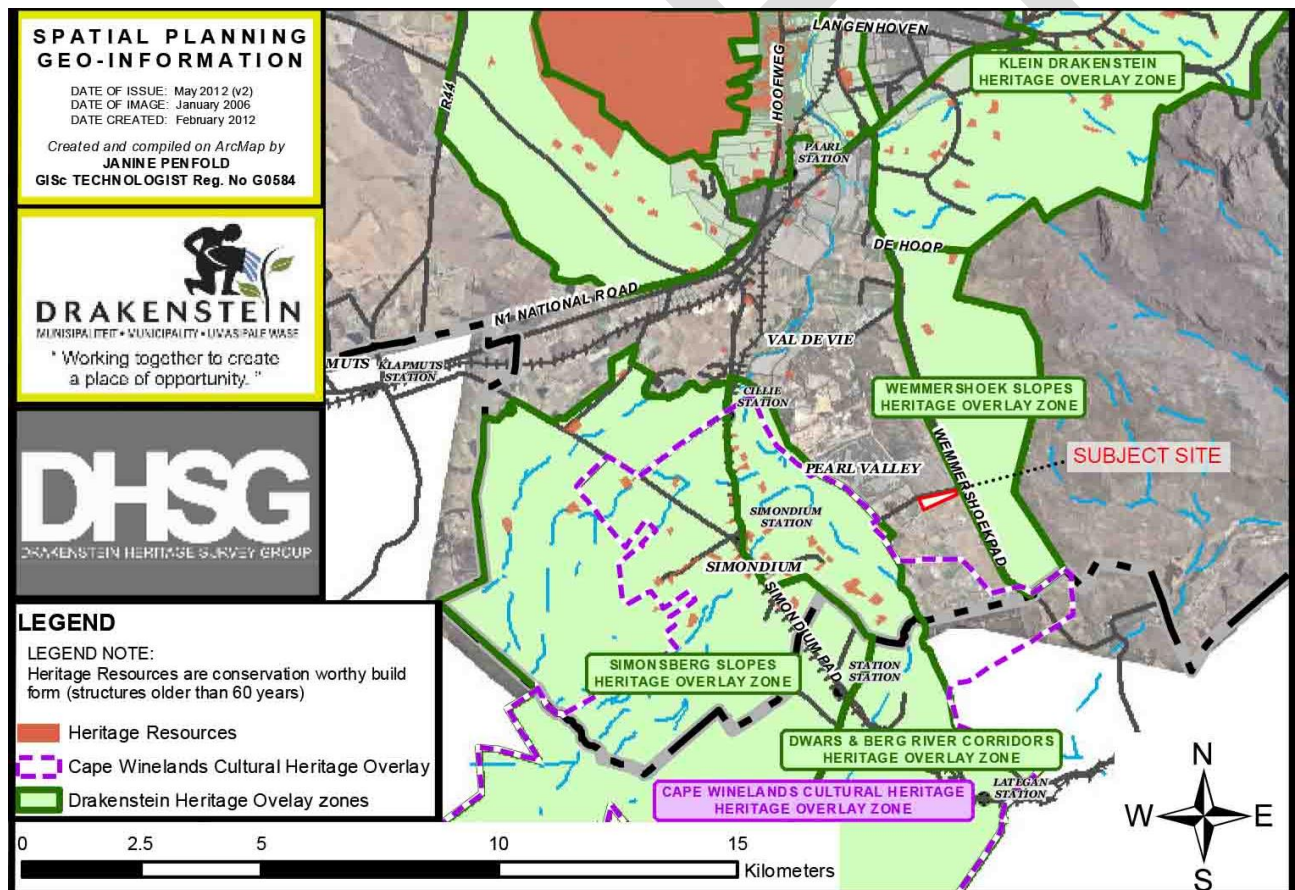 SPATIAL PLANNING
GEO-INFORMATION
DATE OF ISSUE: May 2012 (v2)
DATE OF IMAGE: January 2006
DATE CREATED: February 2012
Created and compiled on ArcMap by
JANINE PENFOLD
GISc TECHNOLOGIST Reg. No G0584
DRAKENSTEIN
MUNISIPALITEIT • MUNICIPALITY • UMASIPALA WASE
" Working together to create
a place of opportunity. "
DHSG
DRAKENSTEIN HERITAGE SURVEY GROUP
LEGEND
LEGEND NOTE:
Heritage Resources are conservation worthy build
form (structures older than 60 years)
Heritage Resources
Cape Winelands Cultural Heritage Overlay
Drakenstein Heritage Ovelay zones
0 2.5 5 10 15
Kilometers
R44
HOOFWEG
LANGENHOVEN
KLEIN DRAKENSTEIN
HERITAGE OVERLAY ZONE
PAARL
STATION
DE HOOP
N1 NATIONAL ROAD
MUTS
KLAPMUTS
STATION
VAL DE VIE
CILLIE
STATION
WEMMERSHOEK SLOPES
HERITAGE OVERLAY ZONE
WEMMERSHOEKPAD
SUBJECT SITE
PEARL VALLEY
SIMONDIUM
STATION
SIMONDIUM
SIMONDIUM PAD
SIMONSBERG SLOPES
HERITAGE OVERLAY ZONE
STATION
STATION
DWARS & BERG RIVER CORRIDORS
HERITAGE OVERLAY ZONE
CAPE WINELANDS CULTURAL HERITAGE
HERITAGE OVERLAY ZONE
LATEGAN
STATION
N
W E
S